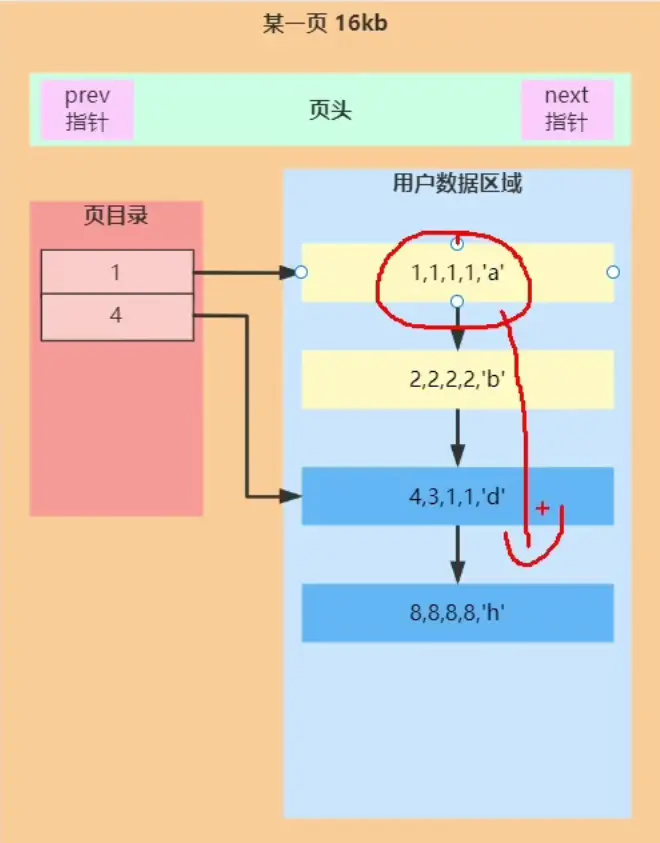 某一页 16kb
prev
指针
页头
next
指针
页目录
1
4
用户数据区域
1,1,1,1,'a'
2,2,2,2,'b'
4,3,1,1,'d'
8,8,8,8,'h'